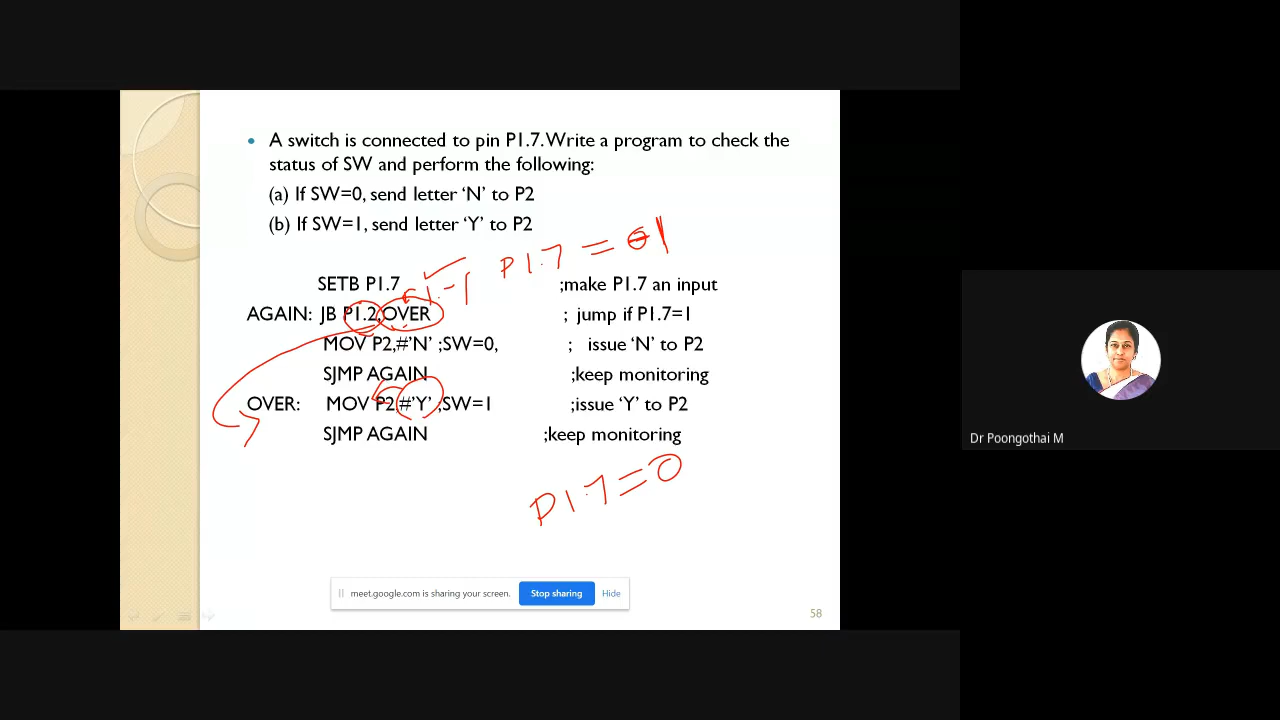 A switch is connected to pin P1.7. Write a program to check the
status of SW and perform the following:
(a) If SW=0, send letter ‘N’ to P2
(b) If SW=1, send letter ‘Y’ to P2
P1.7 = 1
SETB P1.7 ;make P1.7 an input
AGAIN: JB P1.2,OVER ; jump if P1.7=1
MOV P2,#’N’ ;SW=0, ; issue ‘N’ to P2
SJMP AGAIN ;keep monitoring
OVER: MOV P2,#’Y’ ;SW=1 ;issue ‘Y’ to P2
SJMP AGAIN ;keep monitoring
P1.7=0
meet.google.com is sharing your screen. Stop sharing Hide
58
Dr Poongothai M